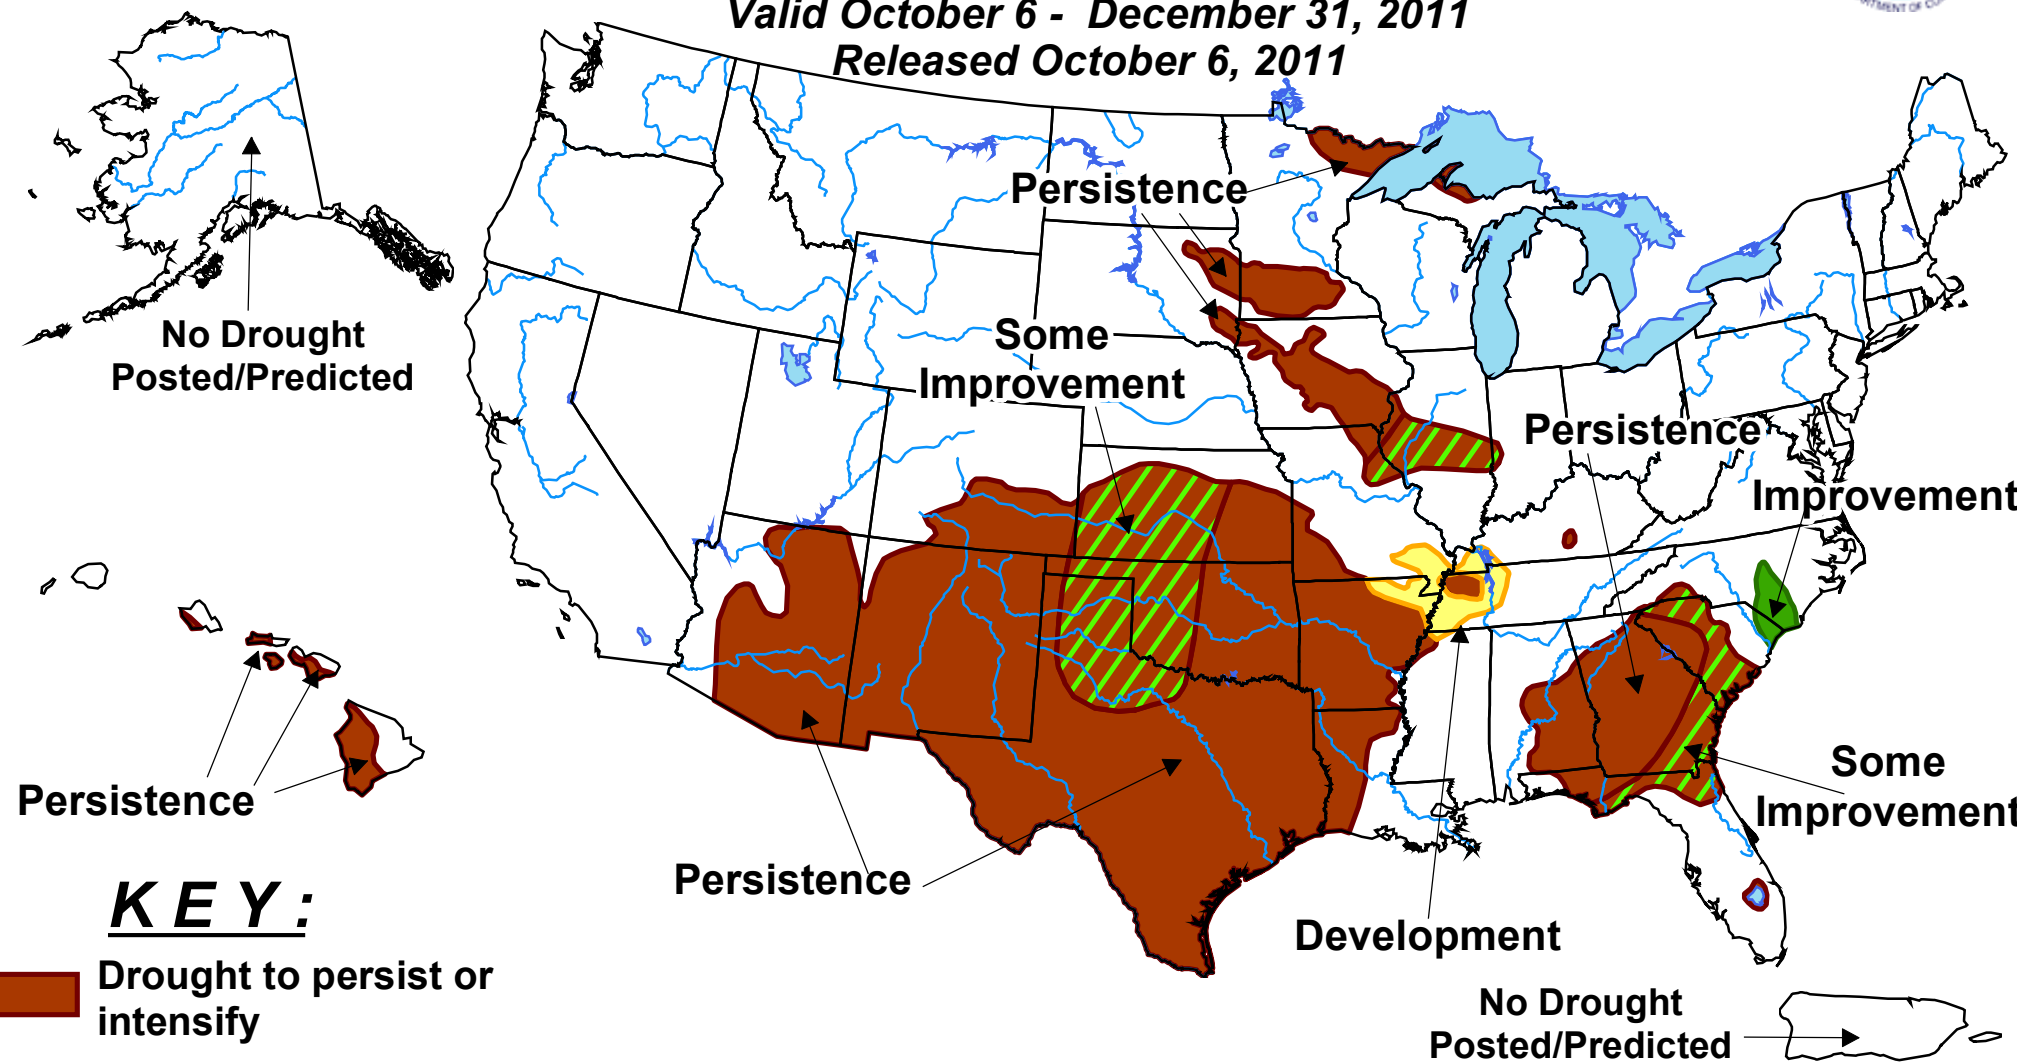 Valid October 6 - December 31, 2011
Released October 6, 2011
No Drought
Posted/Predicted
Persistence
Some
Improvement
Persistence
Improvement
Some
Improvement
Persistence
Persistence
Development
KEY:
Drought to persist or
intensify
No Drought
Posted/Predicted